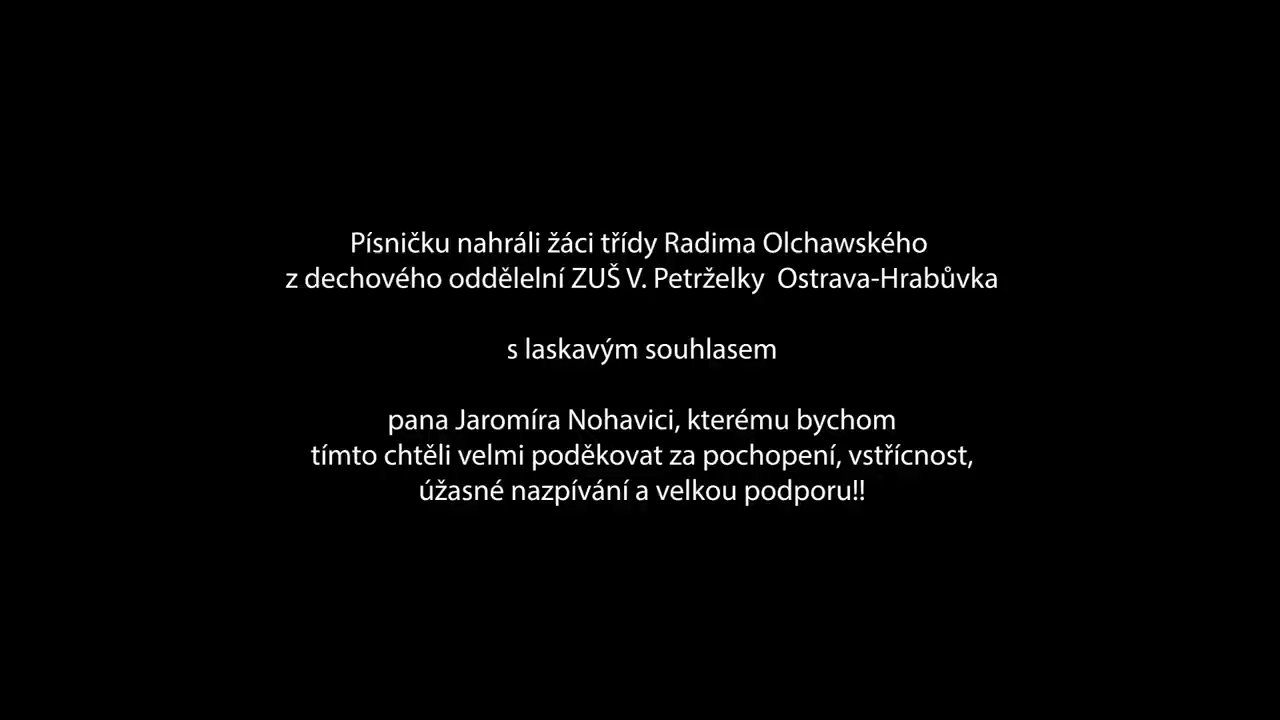 Písničku nahráli žáci třídy Radima Olchawského
z dechového oddělelní ZUŠ V. Petrželky  Ostrava-Hrabůvka
s laskavým souhlasem
pana Jaromíra Nohavici, kterému bychom
tímto chtěli velmi poděkovat za pochopení, vstřícnost,
úžasné nazpívání a velkou podporu!!